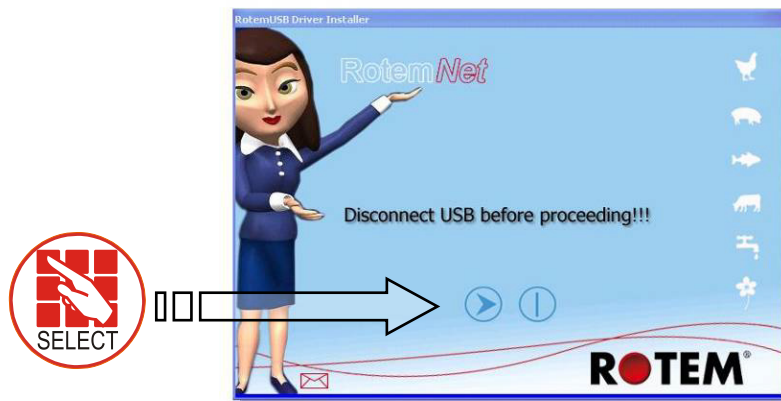 RotemUSB Driver Installer
RotemNet
Disconnect USB before proceeding!!!
SELECT
ROTEM®